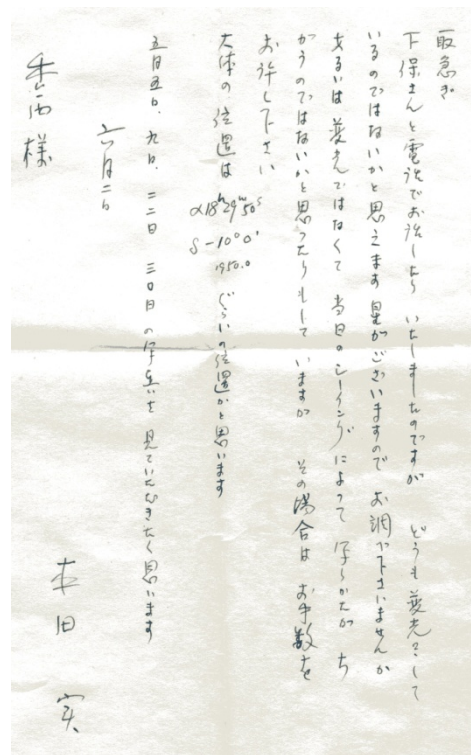 取急ぎ
下保さんと電話でお話したり いたしましたのですが どうも変光して
いるのではないかと思えます星がございますので お調べ下さいませんか
あるいは変光ではなくて 当日のシーイングによって 写りかたが ち
がうのではないかと思ったりもして いますが その場合は お手数を
お許し下さい
大体の位置は α18h29m50s
δ-10°0'
1950.0 ぐらいの位置かと思います
五月五日、九日、二二日 三〇日 の写真を 見ていただきたく思います
六月二日
本田 実
香西様